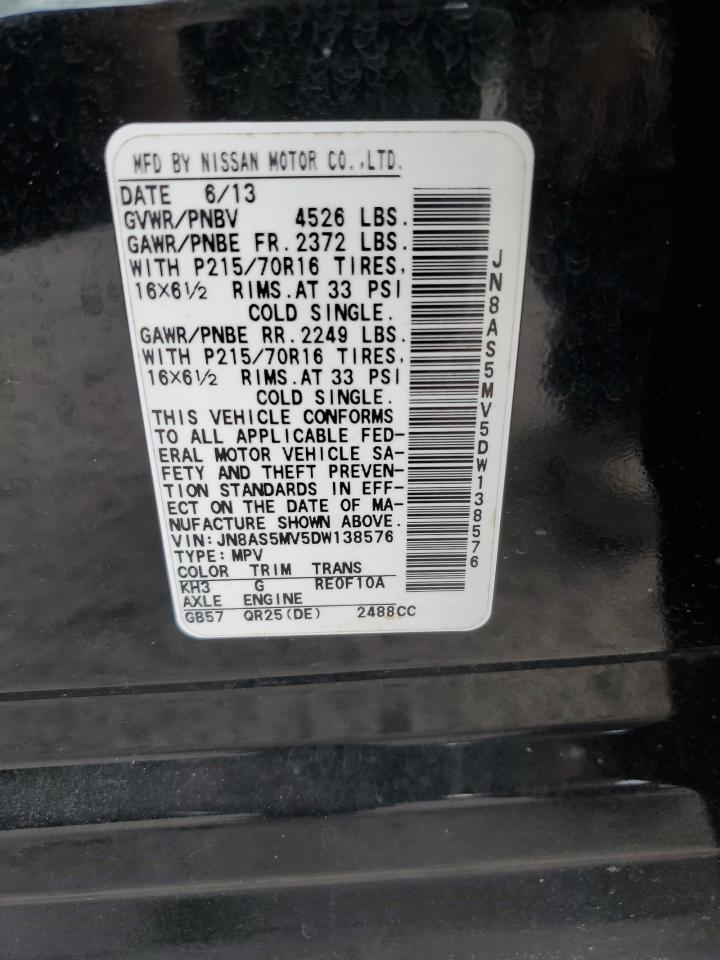 MFD BY NISSAN MOTOR CO.,LTD.
DATE 6/13
GVWR/PNBV 4526 LBS.
GAWR/PNBE FR. 2372 LBS.
WITH P215/70R16 TIRES,
16X6½ RIMS.AT 33 PSI
COLD SINGLE.
GAWR/PNBE RR. 2249 LBS.
WITH P215/70R16 TIRES,
16X6½ RIMS.AT 33 PSI
COLD SINGLE.
THIS VEHICLE CONFORMS
TO ALL APPLICABLE FED-
ERAL MOTOR VEHICLE SA-
FETY AND THEFT PREVEN-
TION STANDARDS IN EFF-
ECT ON THE DATE OF MA-
NUFACTURE SHOWN ABOVE.
VIN:JN8AS5MV5DW138576
TYPE:MPV
COLOR TRIM TRANS
KH3 G RE0F10A
AXLE ENGINE
GB57 QR25(DE) 2488CC
JN8AS5MV5DW138576